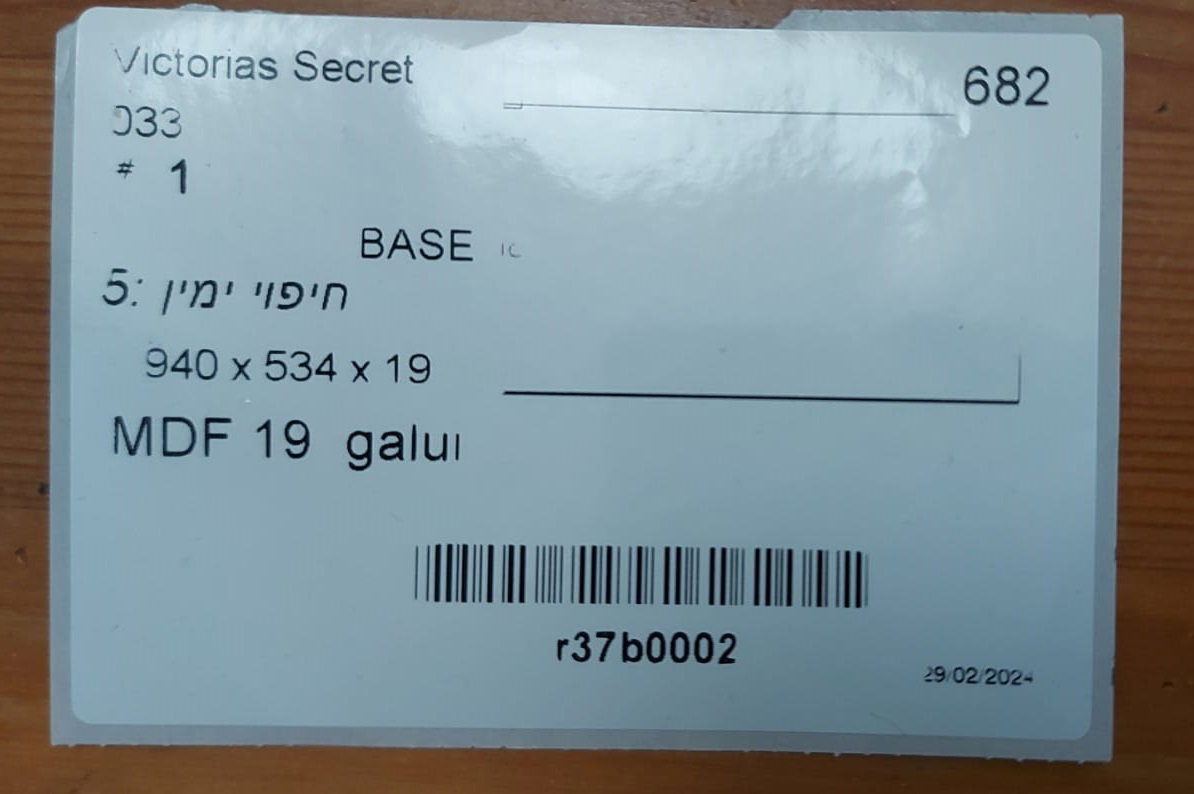 Victorias Secret
682
033
# 1
BASE
5: חיפוי ימין
940 x 534 x 19
MDF 19 galui
r37b0002
29/02/2024